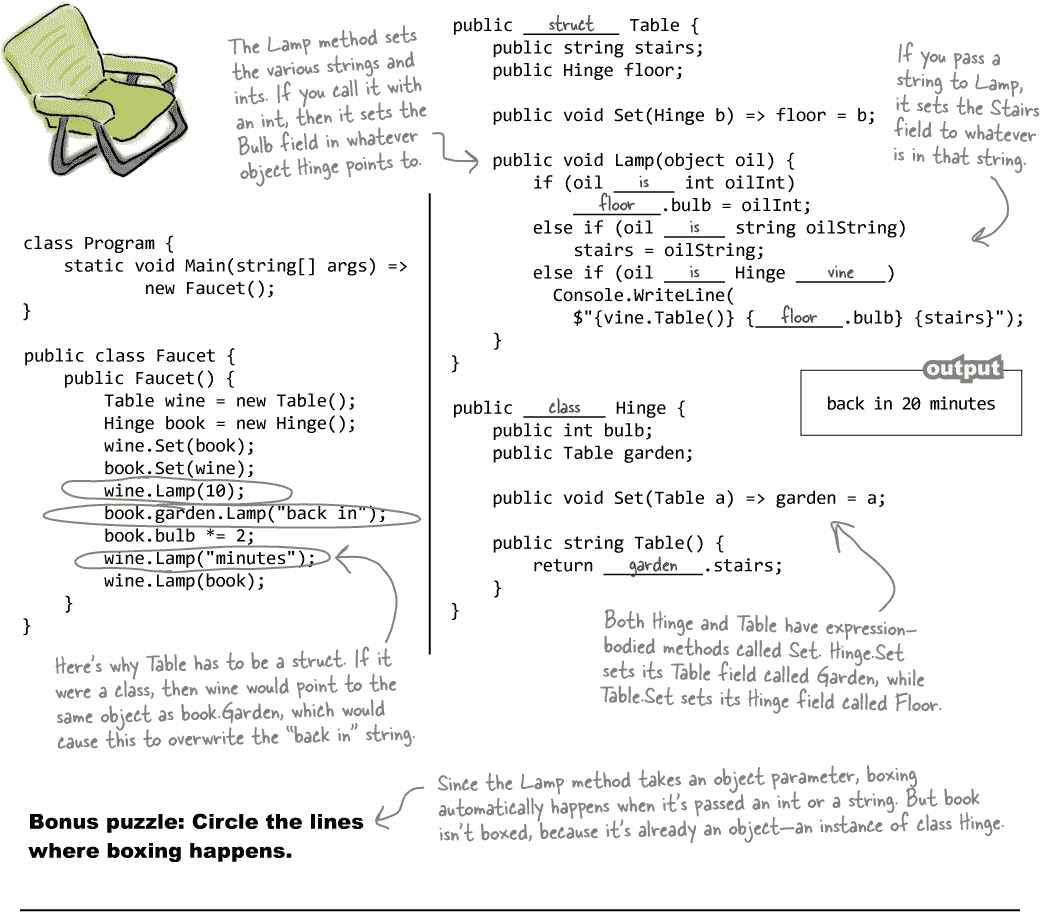 The Lamp method sets
the various strings and
ints. If you call it with
an int, then it sets the
Bulb field in whatever
object Hinge points to.
public struct Table {
public string stairs;
public Hinge floor;
public void Set(Hinge b) => floor = b;
public void Lamp(object oil) {
if (oil is int oilInt)
floor.bulb = oilInt;
else if (oil is string oilString)
stairs = oilString;
else if (oil is Hinge vine)
Console.WriteLine(
$"{vine.Table()} {floor.bulb} {stairs}");
}
}
If you pass a
string to Lamp,
it sets the Stairs
field to whatever
is in that string.
class Program {
static void Main(string[] args) =>
new Faucet();
}
public class Faucet {
public Faucet() {
Table wine = new Table();
Hinge book = new Hinge();
wine.Set(book);
book.Set(wine);
wine.Lamp(10);
book.garden.Lamp("back in");
book.bulb *= 2;
wine.Lamp("minutes");
wine.Lamp(book);
}
}
output
back in 20 minutes
public class Hinge {
public int bulb;
public Table garden;
public void Set(Table a) => garden = a;
public string Table() {
return garden.stairs;
}
}
Here's why Table has to be a struct. If it
were a class, then wine would point to the
same object as book.Garden, which would
cause this to overwrite the "back in" string.
Both Hinge and Table have expression–
bodied methods called Set. Hinge.Set
sets its Table field called Garden, while
Table.Set sets its Hinge field called Floor.
Bonus puzzle: Circle the lines
where boxing happens.
Since the Lamp method takes an object parameter, boxing
automatically happens when it's passed an int or a string. But book
isn't boxed, because it's already an object—an instance of class Hinge.